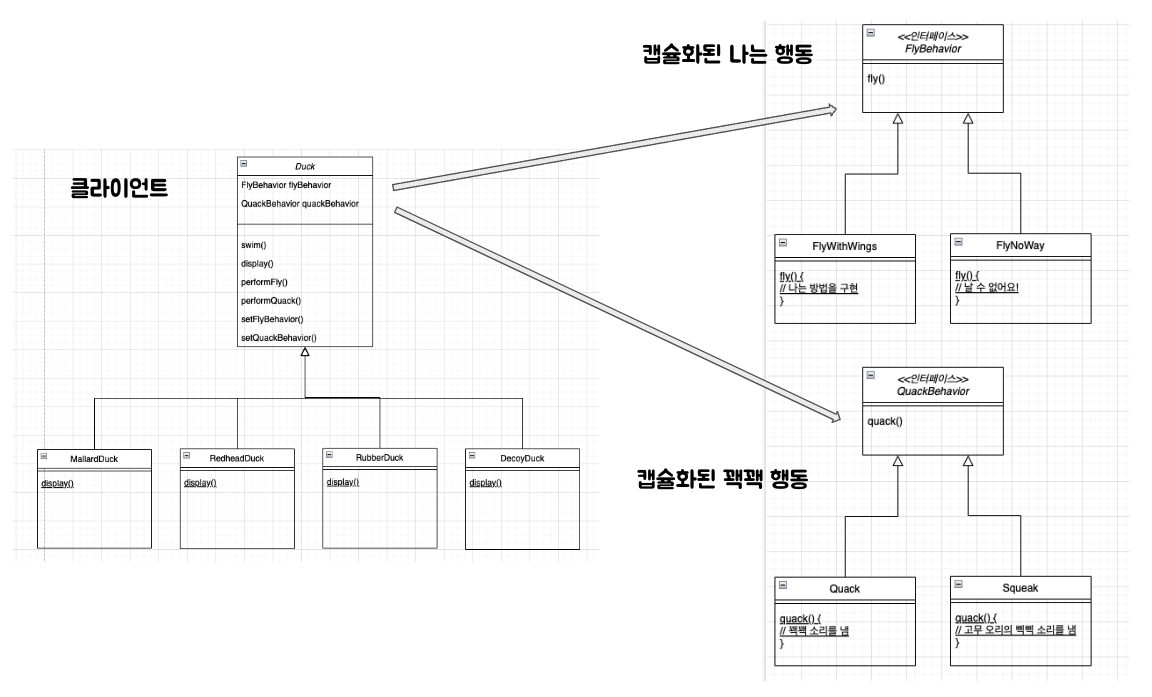 캡슐화된 나는 행동
<<인터페이스>>
FlyBehavior
fly()
FlyWithWings
fly() {
// 나는 방법을 구현
}
FlyNoWay
fly() {
// 날 수 없어요!
}
클라이언트
Duck
FlyBehavior flyBehavior
QuackBehavior quackBehavior
swim()
display()
performFly()
performQuack()
setFlyBehavior()
setQuackBehavior()
MallardDuck
display()
RedheadDuck
display()
RubberDuck
display()
DecoyDuck
display()
캡슐화된 꽥꽥 행동
<<인터페이스>>
QuackBehavior
quack()
Quack
quack() {
// 꽥꽥 소리를 냄
}
Squeak
quack() {
// 고무 오리의 삑삑 소리를 냄
}